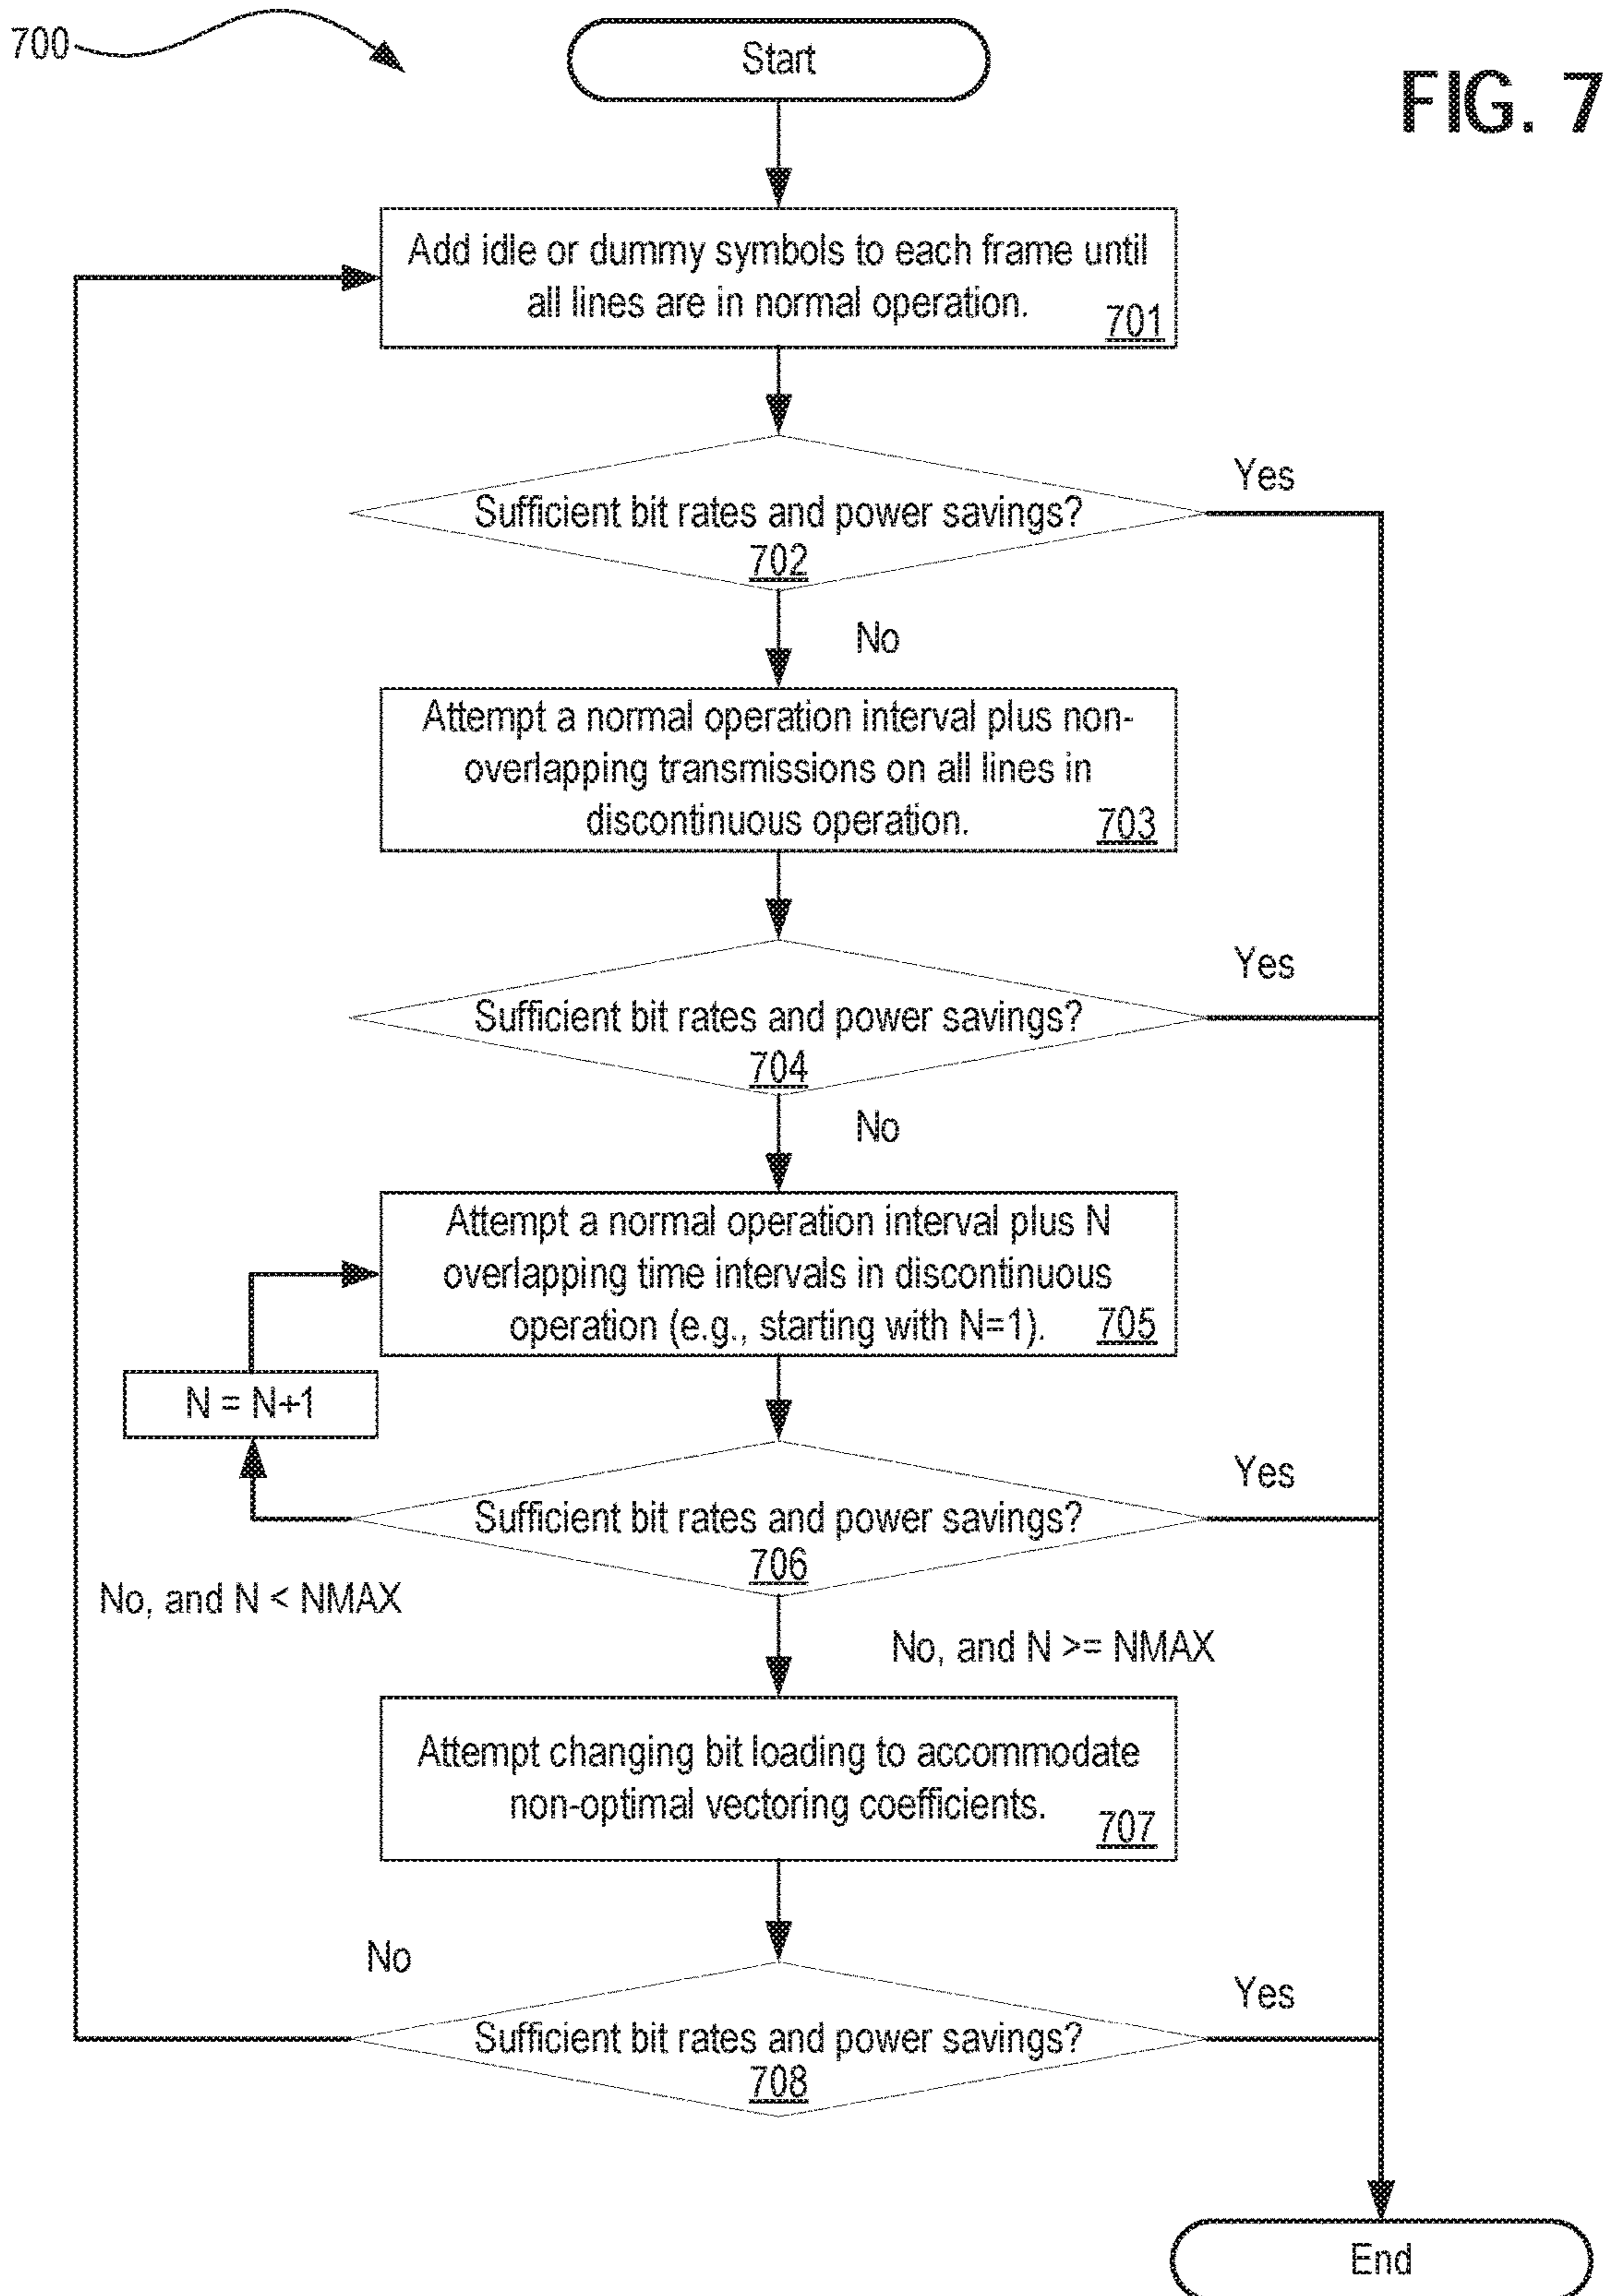 700
Start
FIG. 7
Add idle or dummy symbols to each frame until
all lines are in normal operation.
701
Sufficient bit rates and power savings?
702
Yes
No
Attempt a normal operation interval plus non-
overlapping transmissions on all lines in
discontinuous operation.
703
Sufficient bit rates and power savings?
704
Yes
No
Attempt a normal operation interval plus N
overlapping time intervals in discontinuous
operation (e.g., starting with N=1).
705
N = N+1
Sufficient bit rates and power savings?
706
Yes
No, and N < NMAX
No, and N >= NMAX
Attempt changing bit loading to accommodate
non-optimal vectoring coefficients.
707
No
Sufficient bit rates and power savings?
708
Yes
End